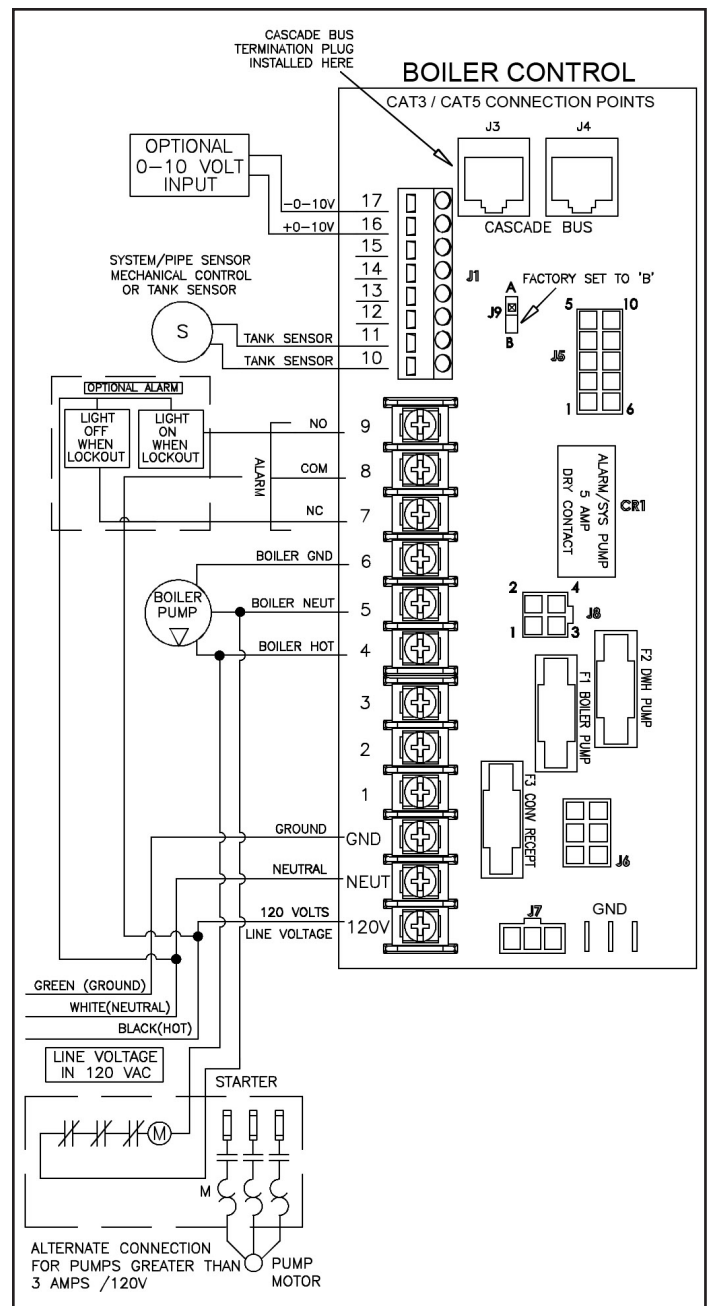 CASCADE BUS
TERMINATION PLUG
INSTALLED HERE
BOILER CONTROL
CAT3 / CAT5 CONNECTION POINTS
J3
J4
CASCADE BUS
OPTIONAL
0-10 VOLT
INPUT
-0-10V
17
+0-10V
16
15
14
13
12
11
10
J1
SYSTEM/PIPE SENSOR
MECHANICAL CONTROL
OR TANK SENSOR
S
TANK SENSOR
TANK SENSOR
FACTORY SET TO 'B'
A
J9
B
5
10
J5
1
6
OPTIONAL ALARM
LIGHT
OFF
WHEN
LOCKOUT
LIGHT
ON
WHEN
LOCKOUT
ALARM
NO
9
COM
8
NC
7
BOILER GND
6
BOILER
PUMP
BOILER NEUT
5
BOILER HOT
4
3
2
1
ALARM/SYS PUMP
5 AMP
DRY CONTACT
CR1
2
4
J8
1
3
F2 DWH PUMP
F1 BOILER PUMP
F3 CONV RECEPT
J6
J7
GND
GROUND
GND
NEUTRAL
NEUT
120 VOLTS
120V
LINE VOLTAGE
GREEN (GROUND)
WHITE(NEUTRAL)
BLACK(HOT)
LINE VOLTAGE
IN 120 VAC
STARTER
M
M
ALTERNATE CONNECTION
FOR PUMPS GREATER THAN
3 AMPS /120V
PUMP
MOTOR